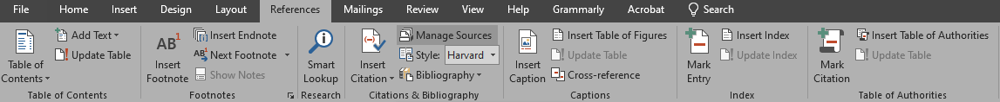 File Home Insert Design Layout References Mailings Review View Help Grammarly Acrobat Search
Table of Contents
Add Text
Update Table
Table of Contents
AB1
Insert Footnote
Insert Endnote
AB1 Next Footnote
Show Notes
Footnotes
Smart Lookup
Research
Insert Citation
Manage Sources
Style: Harvard
Bibliography
Citations & Bibliography
Insert Caption
Insert Table of Figures
Update Table
Cross-reference
Captions
Mark Entry
Insert Index
Update Index
Index
Mark Citation
Insert Table of Authorities
Update Table
Table of Authorities